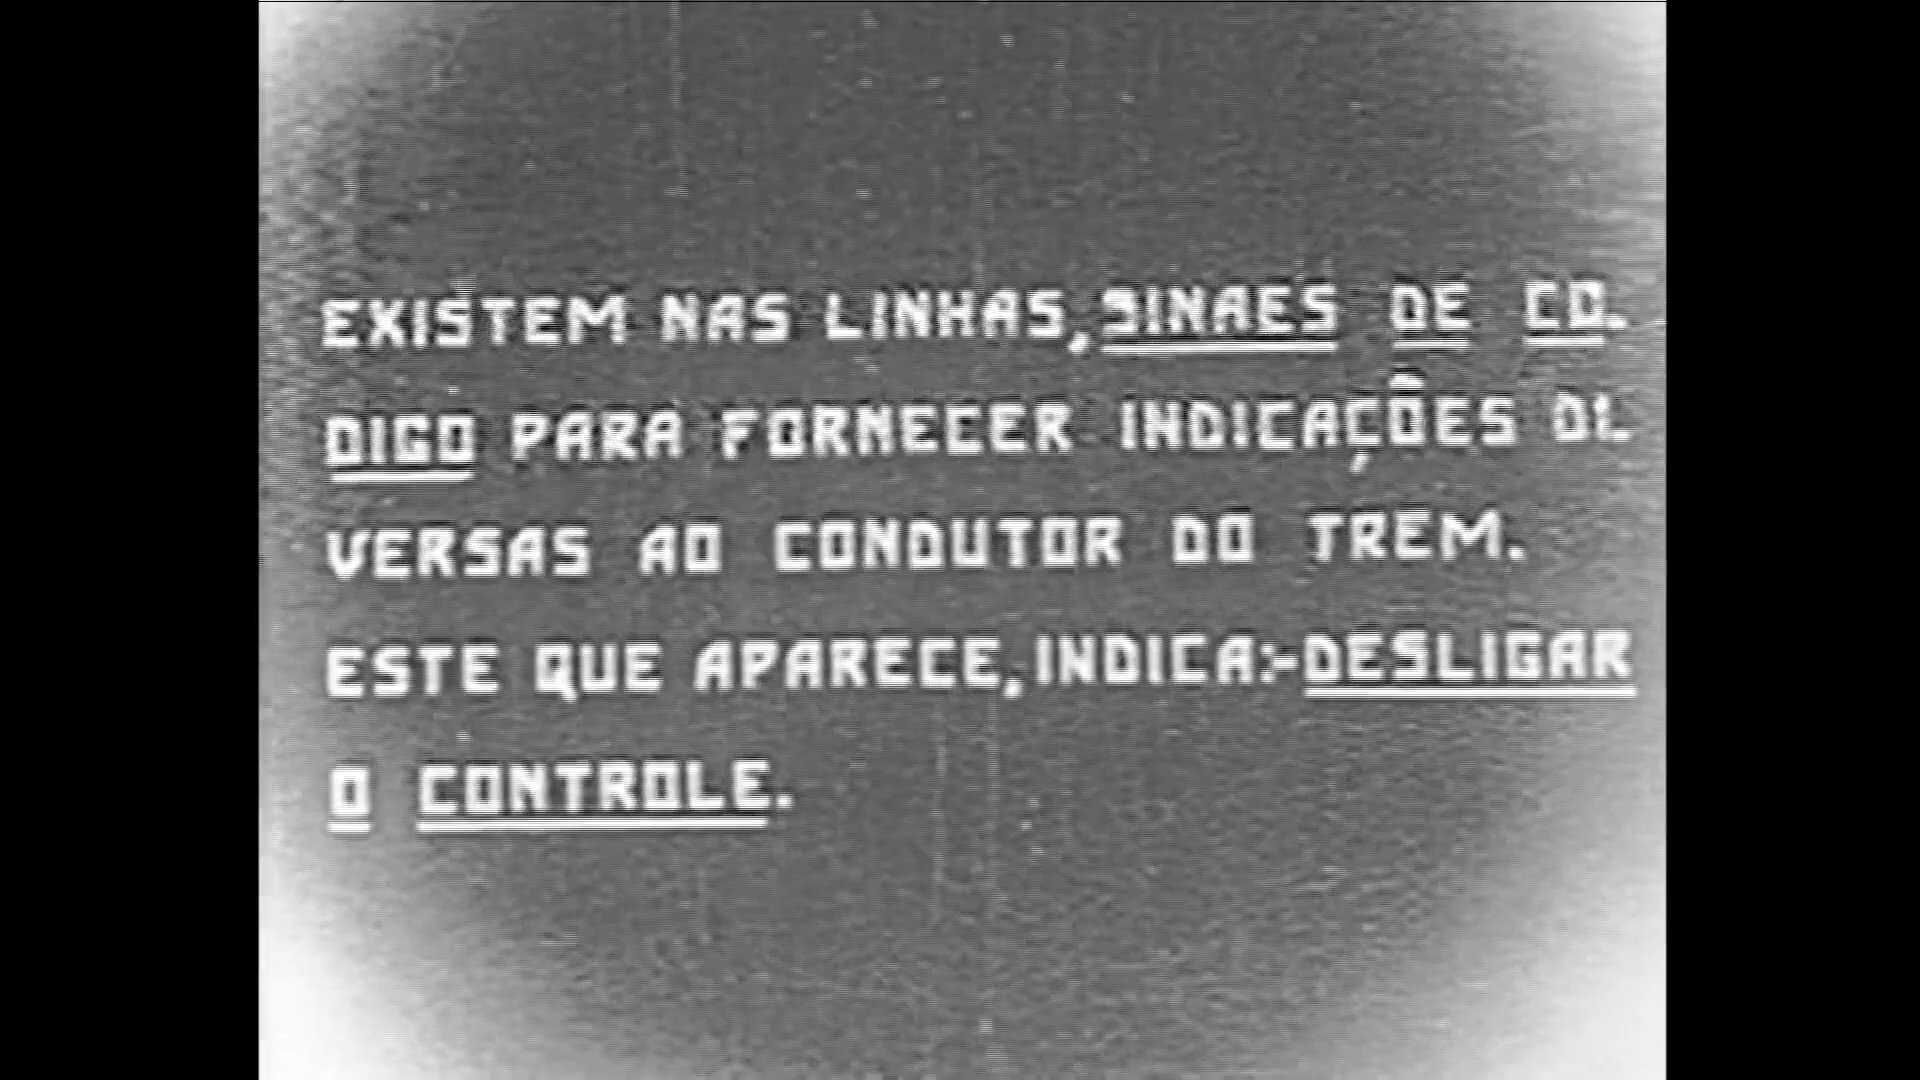 EXISTEM NAS LINHAS, SINAES DE CO-
DIGO PARA FORNECER INDICAÇÕES DI-
VERSAS AO CONDUTOR DO TREM.
ESTE QUE APARECE, INDICA:-DESLIGAR
O CONTROLE.